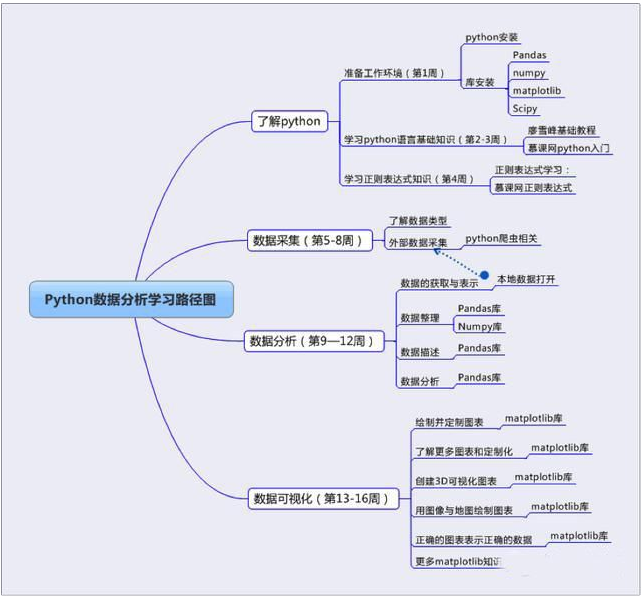 Python数据分析学习路径图
了解python
准备工作环境（第1周）
python安装
库安装
Pandas
numpy
matplotlib
Scipy
学习python语言基础知识（第2-3周）
廖雪峰基础教程
慕课网python入门
学习正则表达式知识（第4周）
正则表达式学习：
慕课网正则表达式
数据采集（第5-8周）
了解数据类型
外部数据采集
python爬虫相关
数据分析（第9—12周）
数据的获取与表示
本地数据打开
数据整理
Pandas库
Numpy库
数据描述
Pandas库
数据分析
Pandas库
数据可视化（第13-16周）
绘制并定制图表
matplotlib库
了解更多图表和定制化
matplotlib库
创建3D可视化图表
matplotlib库
用图像与地图绘制图表
matplotlib库
正确的图表表示正确的数据
matplotlib库
更多matplotlib知识